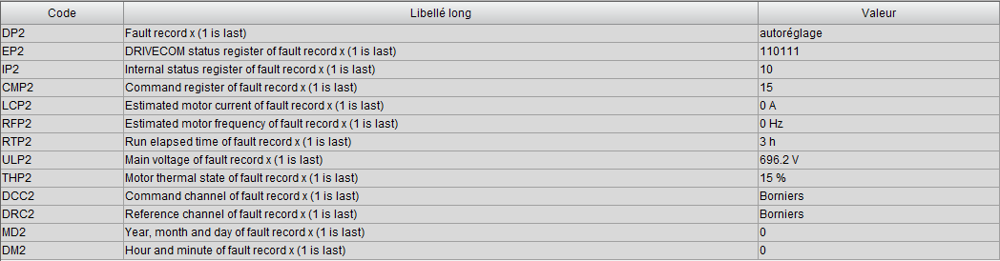 Code Libellé long Valeur
DP2 Fault record x (1 is last) autoréglage
EP2 DRIVECOM status register of fault record x (1 is last) 110111
IP2 Internal status register of fault record x (1 is last) 10
CMP2 Command register of fault record x (1 is last) 15
LCP2 Estimated motor current of fault record x (1 is last) 0 A
RFP2 Estimated motor frequency of fault record x (1 is last) 0 Hz
RTP2 Run elapsed time of fault record x (1 is last) 3 h
ULP2 Main voltage of fault record x (1 is last) 696.2 V
THP2 Motor thermal state of fault record x (1 is last) 15 %
DCC2 Command channel of fault record x (1 is last) Borniers
DRC2 Reference channel of fault record x (1 is last) Borniers
MD2 Year, month and day of fault record x (1 is last) 0
DM2 Hour and minute of fault record x (1 is last) 0